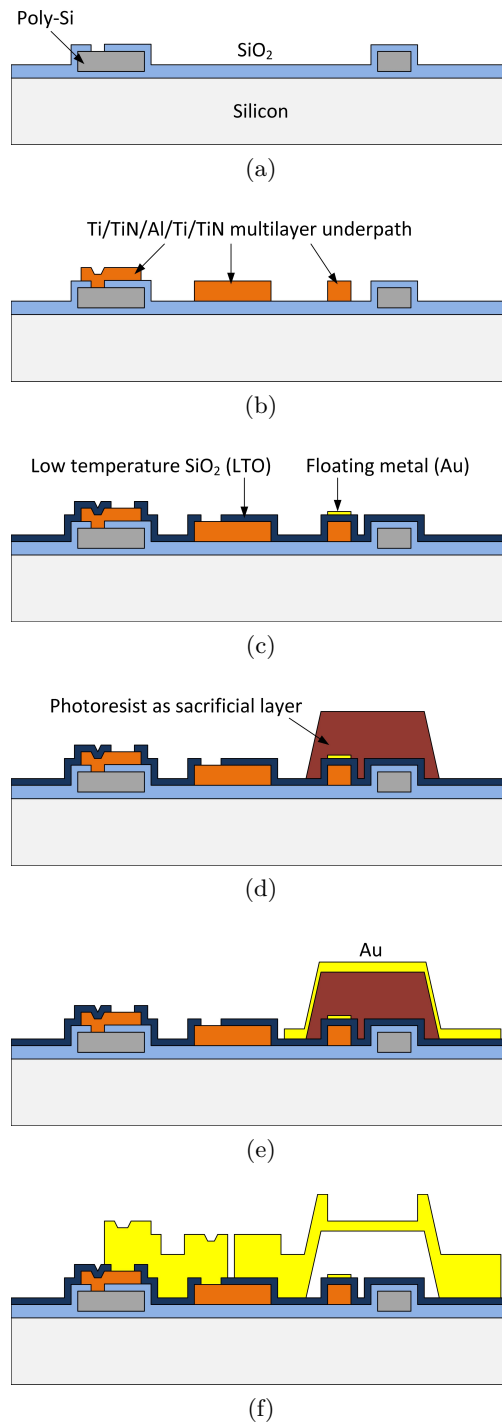 Poly-Si
SiO₂
Silicon
(a)
Ti/TiN/Al/Ti/TiN multilayer underpath
(b)
Low temperature SiO₂ (LTO)
Floating metal (Au)
(c)
Photoresist as sacrificial layer
(d)
Au
(e)
(f)